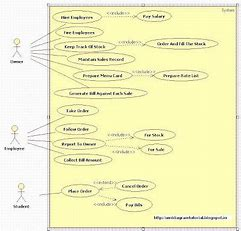 System
Hire Employees
<<include>>
Pay Salary
Fire Employees
Keep Track Of Stock
<<include>>
Order And Fill The Stock
Owner
Maintain Sales Record
<<include>>
Prepare Menu Card
Prepare Rate List
Generate Bill Against Each Sale
Take Order
Follow Order
<<include>>
For Stock
Employee
Report To Owner
<<include>>
For Sale
Collect Bill Amount
<<extend>>
Cancel Order
Place Order
<<include>>
Pay Bills
Student